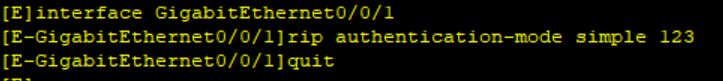 [E]interface GigabitEthernet0/0/1
[E-GigabitEthernet0/0/1]rip authentication-mode simple 123
[E-GigabitEthernet0/0/1]quit